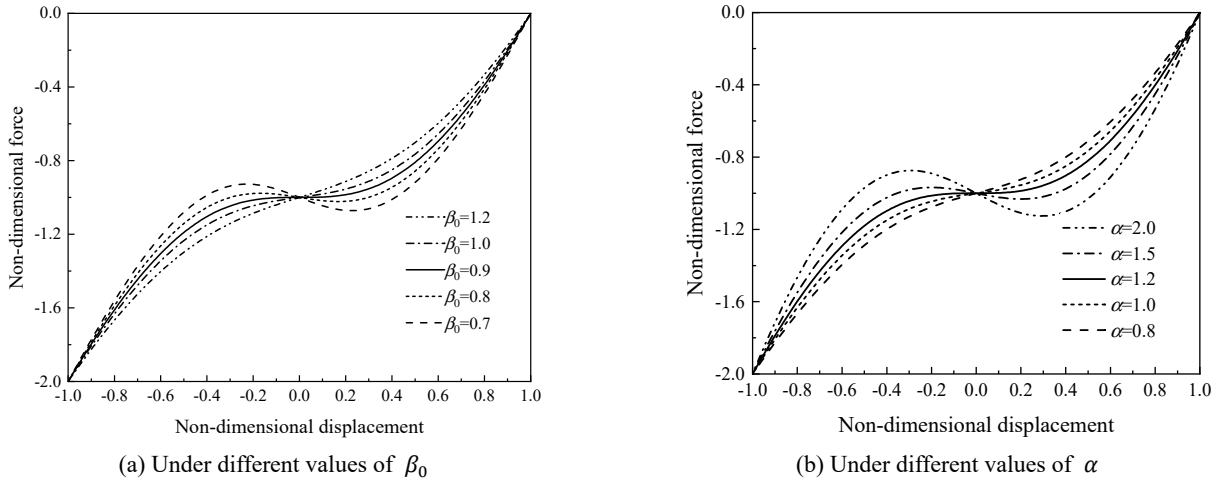 0.0
-0.4
-0.8
-1.2
-1.6
-2.0
Non-dimensional force
-1.0 -0.8 -0.6 -0.4 -0.2 0.0 0.2 0.4 0.6 0.8 1.0
Non-dimensional displacement
β₀=1.2
β₀=1.0
β₀=0.9
β₀=0.8
β₀=0.7
(a) Under different values of β₀
0.0
-0.4
-0.8
-1.2
-1.6
-2.0
Non-dimensional force
-1.0 -0.8 -0.6 -0.4 -0.2 0.0 0.2 0.4 0.6 0.8 1.0
Non-dimensional displacement
α=2.0
α=1.5
α=1.2
α=1.0
α=0.8
(b) Under different values of α